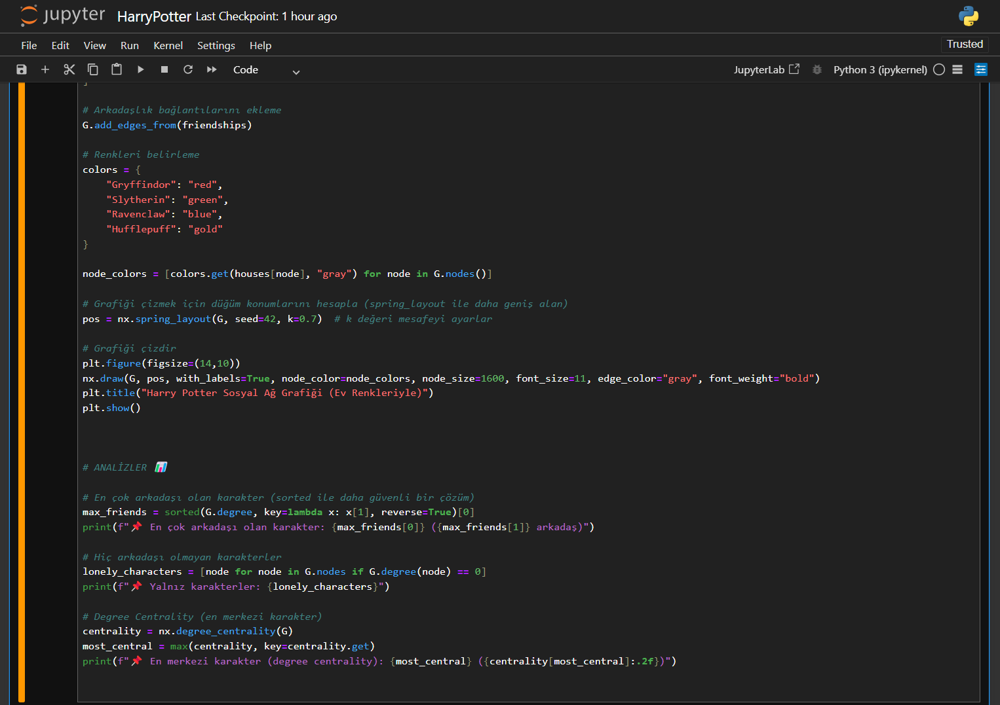 jupyter HarryPotter Last Checkpoint: 1 hour ago
File Edit View Run Kernel Settings Help Trusted
Code JupyterLab Python 3 (ipykernel)
]
# Arkadaşlık bağlantılarını ekleme
G.add_edges_from(friendships)
# Renkleri belirleme
colors = {
    "Gryffindor": "red",
    "Slytherin": "green",
    "Ravenclaw": "blue",
    "Hufflepuff": "gold"
}
node_colors = [colors.get(houses[node], "gray") for node in G.nodes()]
# Grafiği çizmek için düğüm konumlarını hesapla (spring_layout ile daha geniş alan)
pos = nx.spring_layout(G, seed=42, k=0.7)  # k değeri mesafeyi ayarlar
# Grafiği çizdir
plt.figure(figsize=(14,10))
nx.draw(G, pos, with_labels=True, node_color=node_colors, node_size=1600, font_size=11, edge_color="gray", font_weight="bold")
plt.title("Harry Potter Sosyal Ağ Grafiği (Ev Renkleriyle)")
plt.show()
# ANALİZLER 📊
# En çok arkadaşı olan karakter (sorted ile daha güvenli bir çözüm)
max_friends = sorted(G.degree, key=lambda x: x[1], reverse=True)[0]
print(f"📌 En çok arkadaşı olan karakter: {max_friends[0]} ({max_friends[1]} arkadaş)")
# Hiç arkadaşı olmayan karakterler
lonely_characters = [node for node in G.nodes if G.degree(node) == 0]
print(f"📌 Yalnız karakterler: {lonely_characters}")
# Degree Centrality (en merkezi karakter)
centrality = nx.degree_centrality(G)
most_central = max(centrality, key=centrality.get)
print(f"📌 En merkezi karakter (degree centrality): {most_central} ({centrality[most_central]:.2f})")